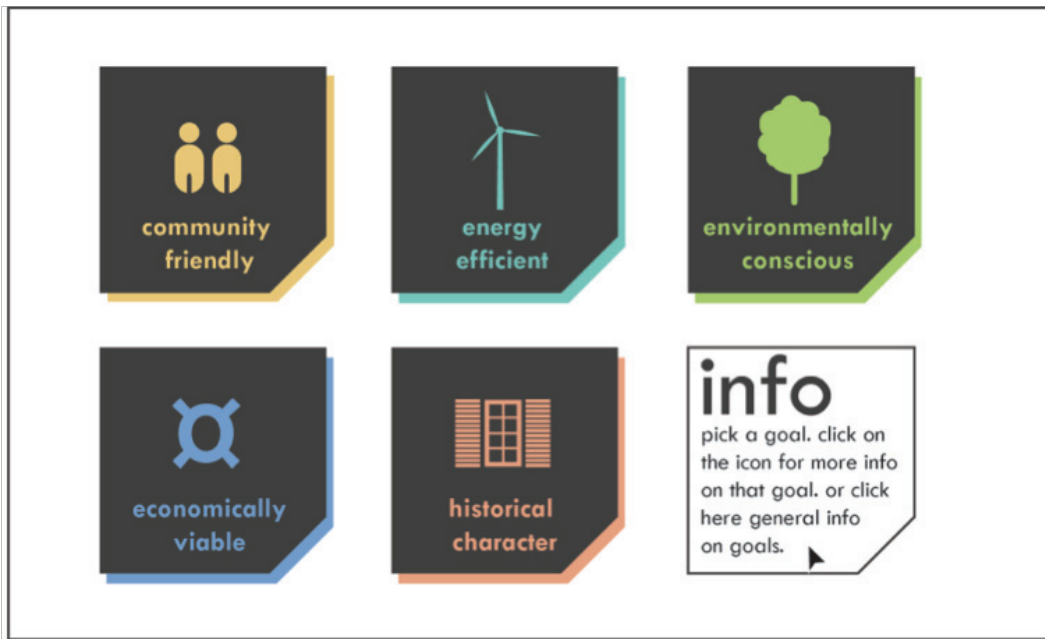 community
friendly
energy
efficient
environmentally
conscious
economically
viable
historical
character
info
pick a goal. click on
the icon for more info
on that goal. or click
here general info
on goals.